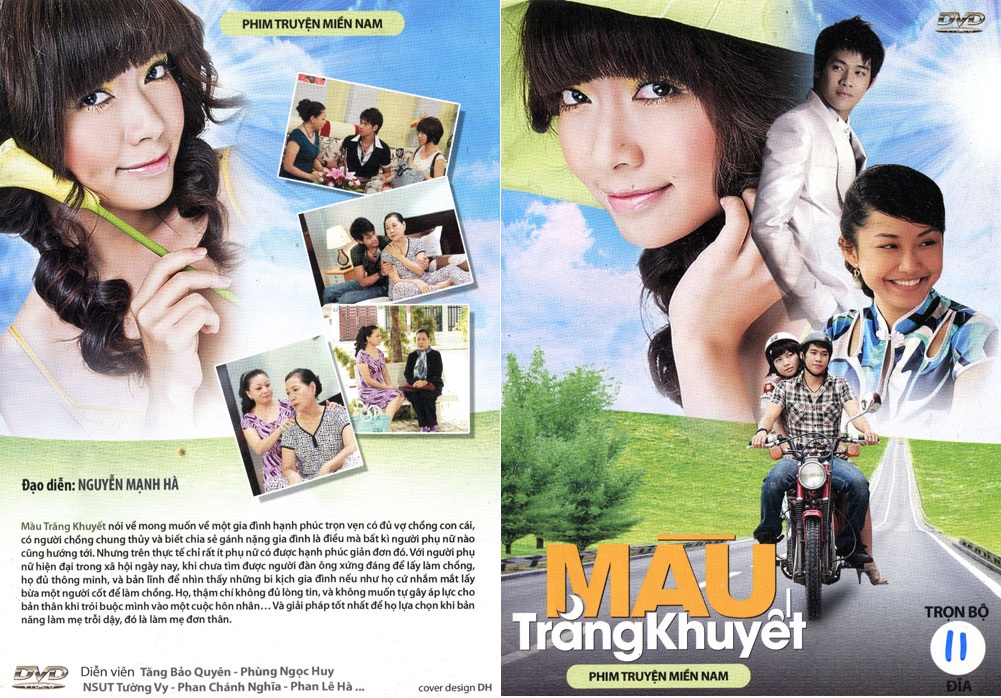 PHIM TRUYỆN MIỀN NAM
Đạo diễn: NGUYỄN MẠNH HÀ
Màu Trăng Khuyết nói về mong muốn về một gia đình hạnh phúc trọn vẹn có đủ vợ chồng con cái,
có người chồng chung thủy và biết chia sẻ gánh nặng gia đình là điều mà bất kì người phụ nữ nào
cũng hướng tới. Nhưng trên thực tế chỉ rất ít phụ nữ có được hạnh phúc giản đơn đó. Với người phụ
nữ hiện đại trong xã hội ngày nay, khi chưa tìm được người đàn ông xứng đáng để lấy làm chồng,
họ đủ thông minh, và bản lĩnh để nhìn thấy những bi kịch gia đình nếu như họ cứ nhắm mắt lấy
bừa một người cốt để làm chồng. Họ, thậm chí không đủ lòng tin, và không muốn tự gây áp lực cho
bản thân khi trói buộc mình vào một cuộc hôn nhân... Và giải pháp tốt nhất để họ lựa chọn khi bản
năng làm mẹ trỗi dậy, đó là làm mẹ đơn thân.
DVD
VIDEO
Diễn viên Tăng Bảo Quyên - Phùng Ngọc Huy
NSUT Tường Vy - Phan Chánh Nghĩa - Phan Lê Hà ...
cover design DH
DVD
VIDEO
MÀU
TrăngKhuyết
PHIM TRUYỆN MIỀN NAM
TRỌN BỘ
11
ĐĨA